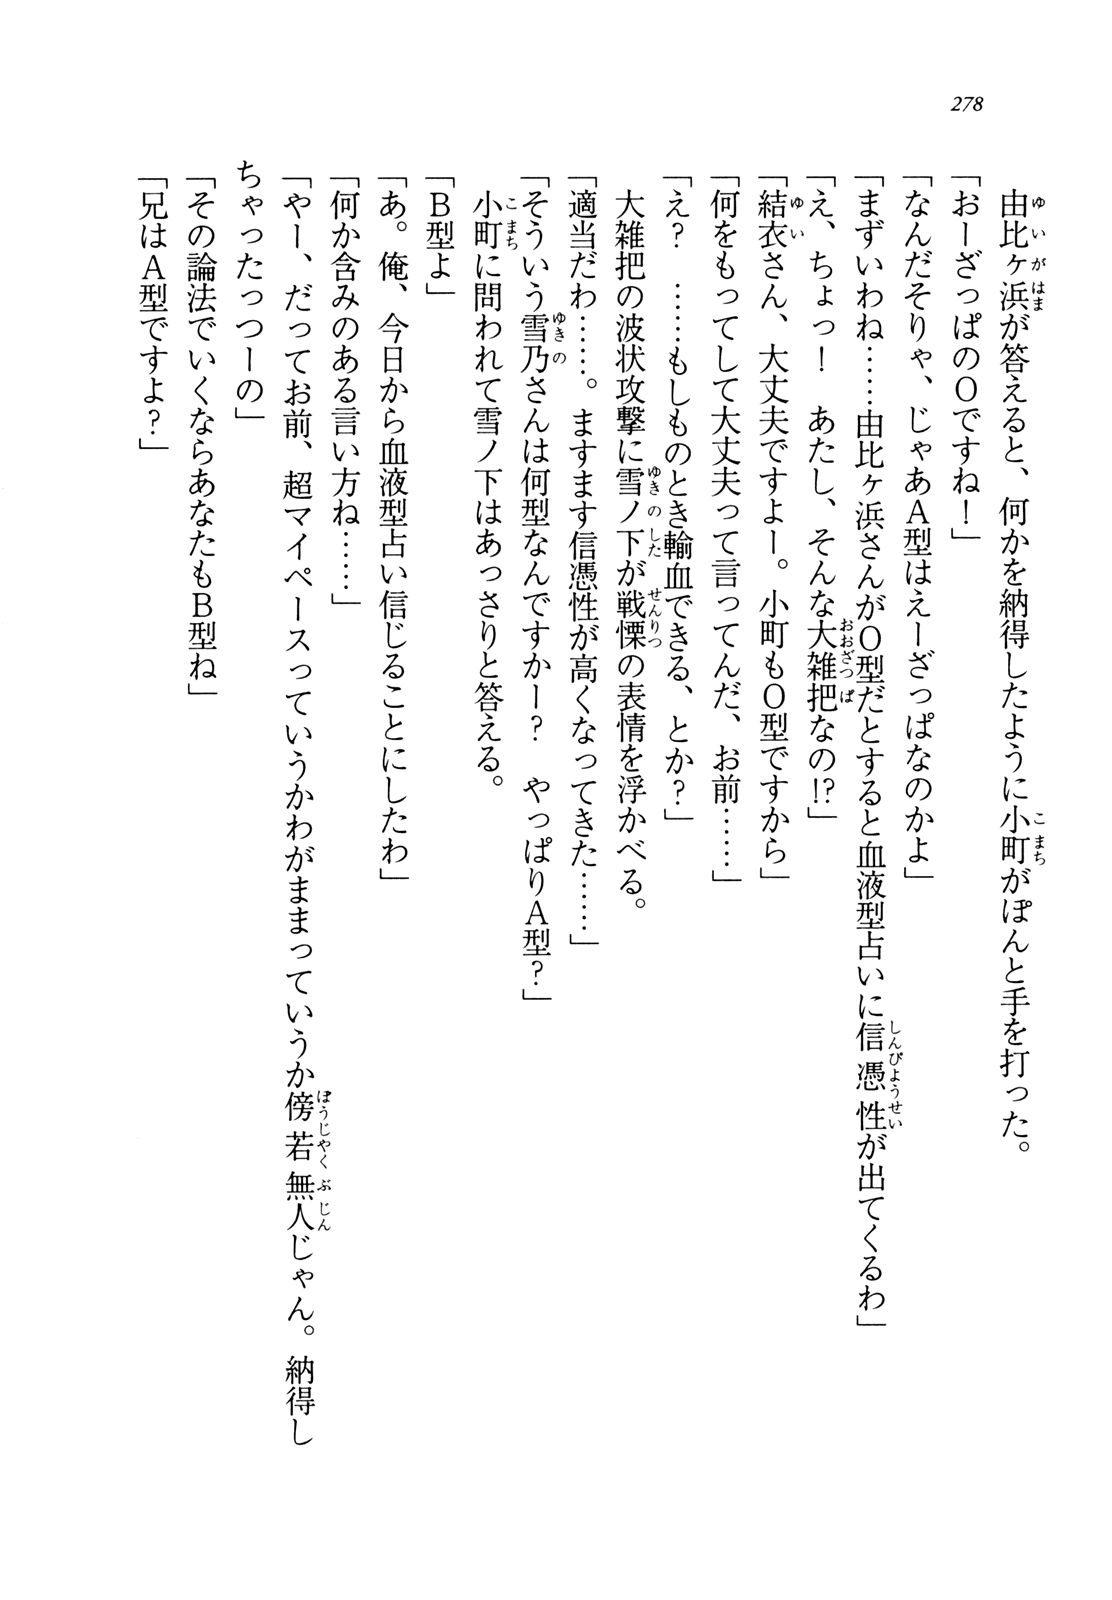 278
由比ヶ浜が答えると、何かを納得したように小町がぽんと手を打った。
「おーざっぱのＯですね！」
「なんだそりゃ、じゃあＡ型はえーざっぱなのかよ」
「まずいわね……由比ヶ浜さんがＯ型だとすると血液型占いに信憑性が出てくるわ」
「え、ちょっ！　あたし、そんな大雑把なの!?」
「結衣さん、大丈夫ですよー。小町もＯ型ですから」
「何をもってして大丈夫って言ってんだ、お前……」
「え？　……もしものとき輸血できる、とか？」
大雑把の波状攻撃に雪ノ下が戦慄の表情を浮かべる。
「適当だわ……。ますます信憑性が高くなってきた……」
「そういう雪乃さんは何型なんですかー？　やっぱりＡ型？」
小町に問われて雪ノ下はあっさりと答える。
「Ｂ型よ」
「あ。俺、今日から血液型占い信じることにしたわ」
「何か含みのある言い方ね……」
「やー、だってお前、超マイペースっていうかわがままっていうか傍若無人じゃん。納得し
ちゃったっつーの」
「その論法でいくならあなたもＢ型ね」
「兄はＡ型ですよ？」